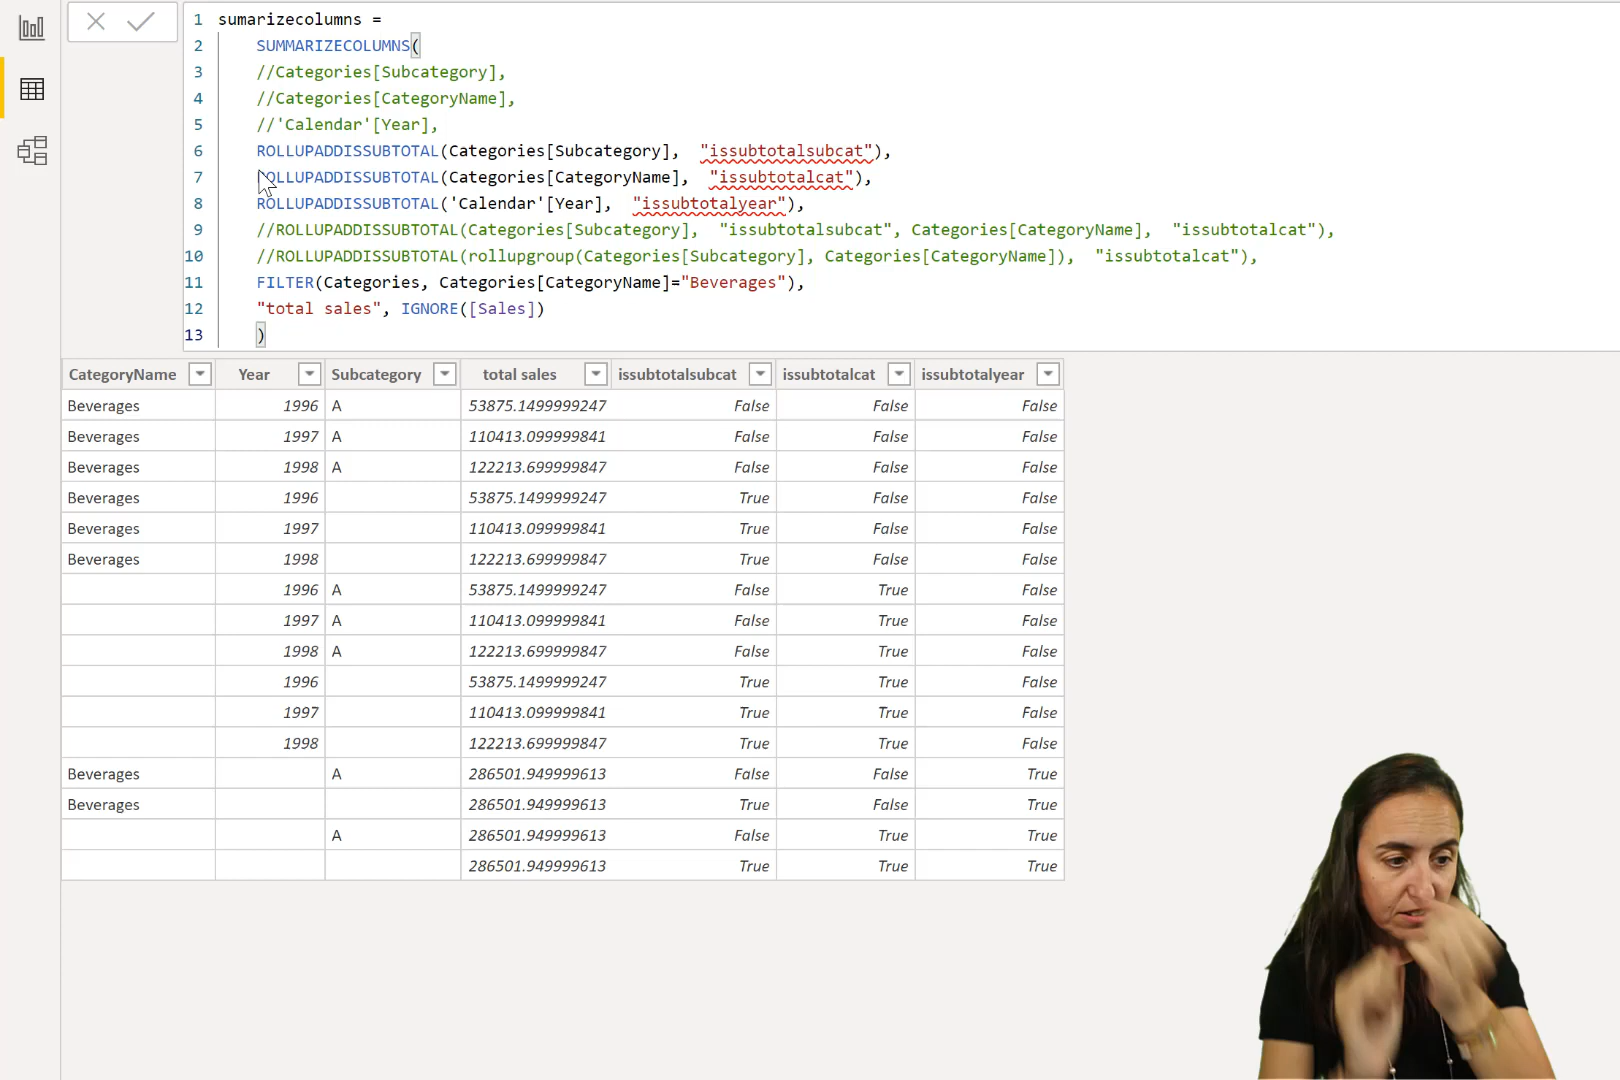 1 sumarizecolumns =
2 SUMMARIZECOLUMNS(
3 //Categories[Subcategory],
4 //Categories[CategoryName],
5 //'Calendar'[Year],
6 ROLLUPADDISSUBTOTAL(Categories[Subcategory], "issubtotalsubcat"),
7 ROLLUPADDISSUBTOTAL(Categories[CategoryName], "issubtotalcat"),
8 ROLLUPADDISSUBTOTAL('Calendar'[Year], "issubtotalyear"),
9 //ROLLUPADDISSUBTOTAL(Categories[Subcategory], "issubtotalsubcat", Categories[CategoryName], "issubtotalcat"),
10 //ROLLUPADDISSUBTOTAL(rollupgroup(Categories[Subcategory], Categories[CategoryName]), "issubtotalcat"),
11 FILTER(Categories, Categories[CategoryName]="Beverages"),
12 "total sales", IGNORE([Sales])
13 )
CategoryName Year Subcategory total sales issubtotalsubcat issubtotalcat issubtotalyear
Beverages 1996 A 53875.1499999247 False False False
Beverages 1997 A 110413.099999841 False False False
Beverages 1998 A 122213.699999847 False False False
Beverages 1996 53875.1499999247 True False False
Beverages 1997 110413.099999841 True False False
Beverages 1998 122213.699999847 True False False
1996 A 53875.1499999247 False True False
1997 A 110413.099999841 False True False
1998 A 122213.699999847 False True False
1996 53875.1499999247 True True False
1997 110413.099999841 True True False
1998 122213.699999847 True True False
Beverages A 286501.949999613 False False True
Beverages 286501.949999613 True False True
A 286501.949999613 False True True
286501.949999613 True True True